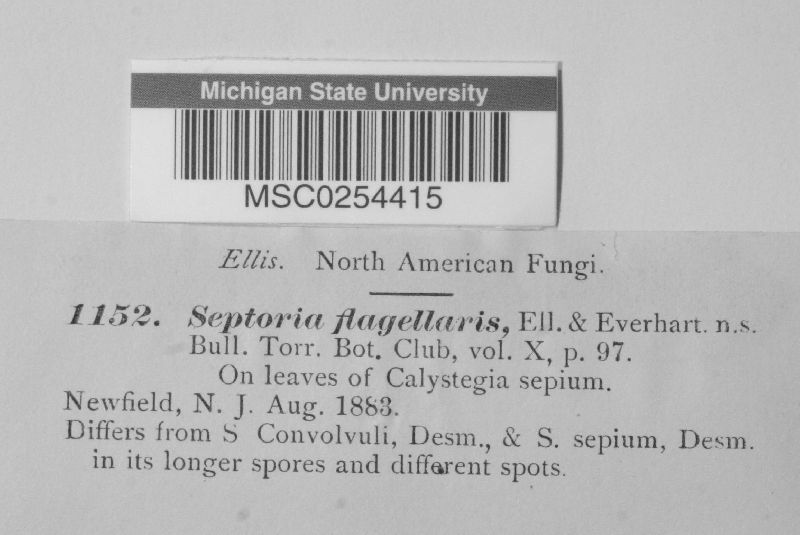 Michigan State University
MSC0254415
Ellis. North American Fungi.
1152. Septoria flagellaris, Ell. & Everhart. n.s.
Bull. Torr. Bot. Club, vol. X, p. 97.
On leaves of Calystegia sepium.
Newfield, N. J. Aug. 1883.
Differs from S Convolvuli, Desm., & S. sepium, Desm.
in its longer spores and different spots.